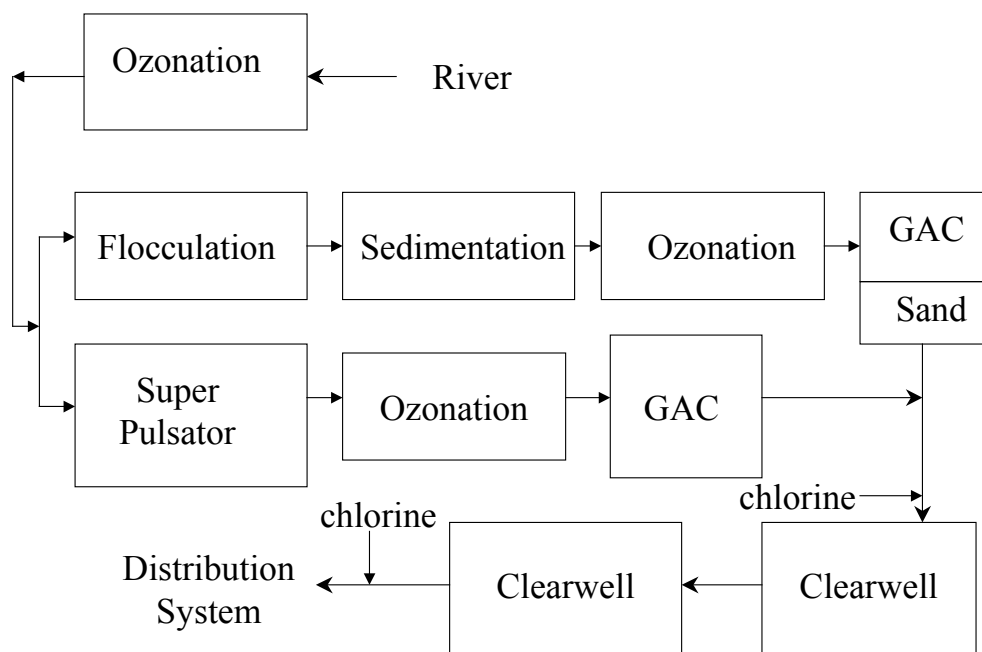 Ozonation
River
Flocculation
Sedimentation
Ozonation
GAC
Sand
Super
Pulsator
Ozonation
GAC
chlorine
chlorine
Distribution
System
Clearwell
Clearwell